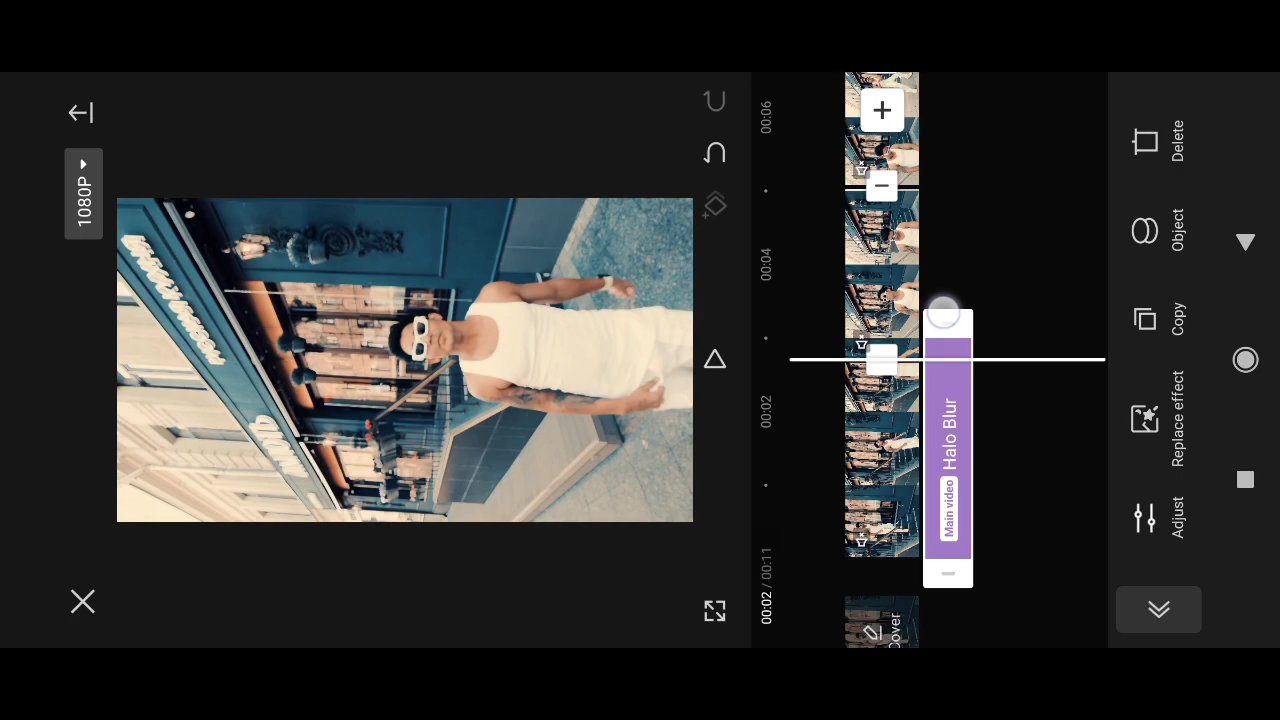 1080P
00:02 / 00:11
00:02
00:04
00:06
Cover
Main video
Halo Blur
Adjust
Replace effect
Copy
Object
Delete